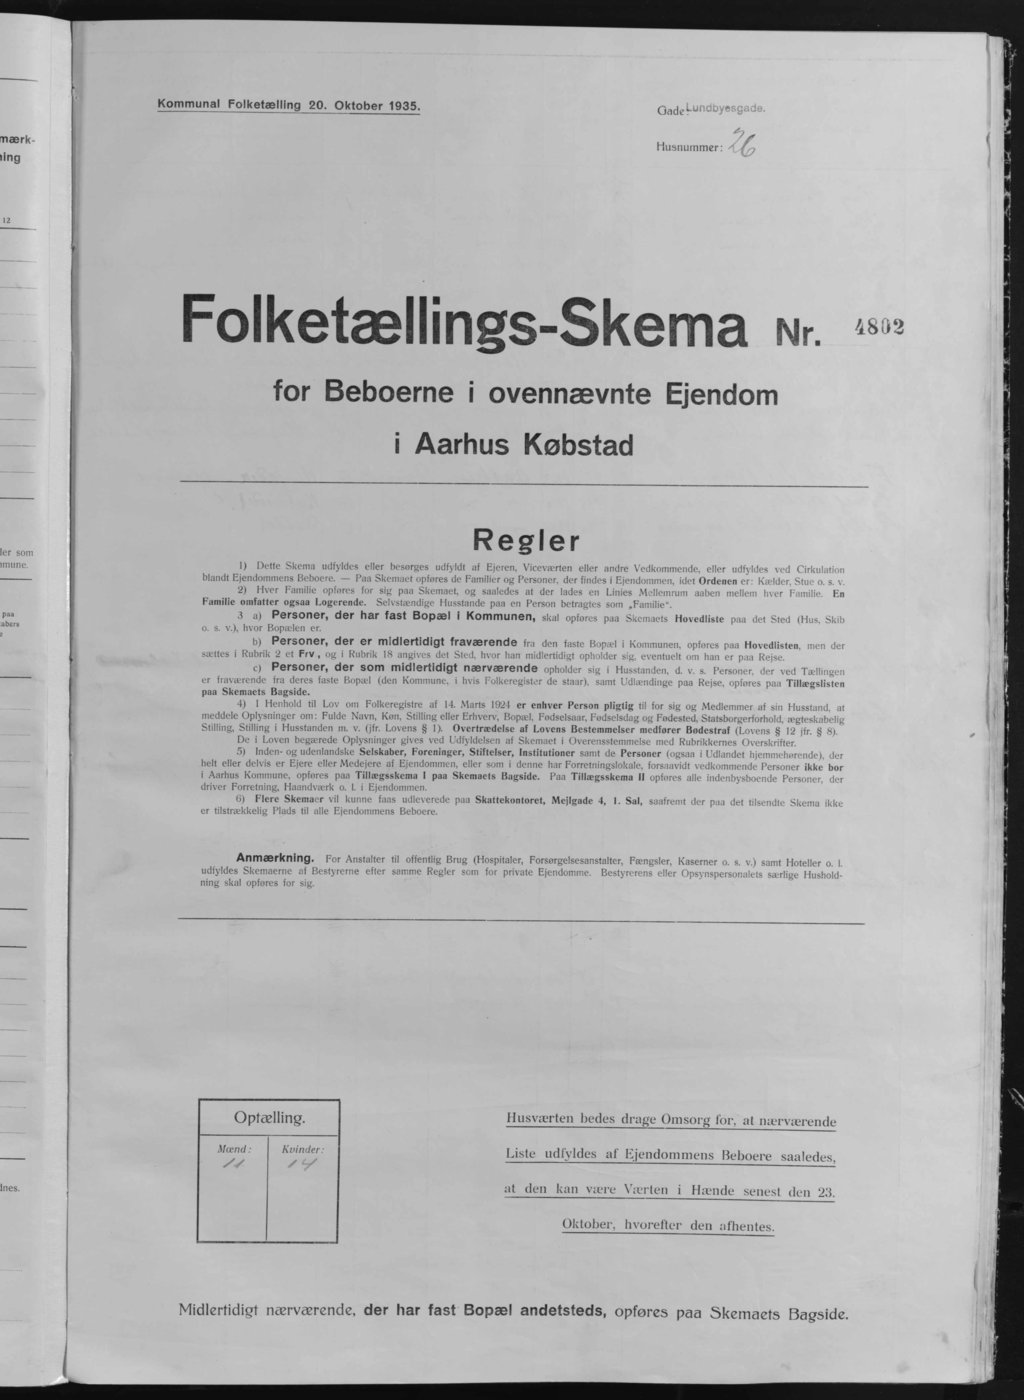 Kommunal Folketælling 20. Oktober 1935.
Gade: Lundbyesgade.
Husnummer: 26
mærk-
ning
12
Folketællings-Skema Nr. 4802
for Beboerne i ovennævnte Ejendom
i Aarhus Købstad
Regler
1) Dette Skema udfyldes eller besørges udfyldt af Ejeren, Viceværten eller andre Vedkommende, eller udfyldes ved Cirkulation
blandt Ejendommens Beboere. — Paa Skemaet opføres de Familier og Personer, der findes i Ejendommen, idet Ordenen er: Kælder, Stue o. s. v.
2) Hver Familie opføres for sig paa Skemaet, og saaledes at der lades en Linies Mellemrum aaben mellem hver Familie. En
Familie omfatter ogsaa Logerende. Selvstændige Husstande paa en Person betragtes som „Familie".
3 a) Personer, der har fast Bopæl i Kommunen, skal opføres paa Skemaets Hovedliste paa det Sted (Hus, Skib
o. s. v.), hvor Bopælen er.
b) Personer, der er midlertidigt fraværende fra den faste Bopæl i Kommunen, opføres paa Hovedlisten, men der
sættes i Rubrik 2 et Frv., og i Rubrik 18 angives det Sted, hvor han midlertidigt opholder sig, eventuelt om han er paa Rejse.
c) Personer, der som midlertidigt nærværende opholder sig i Husstanden, d. v. s. Personer, der ved Tællingen
er fraværende fra deres faste Bopæl (den Kommune, i hvis Folkeregister de staar), samt Udlændinge paa Rejse, opføres paa Tillægslisten
paa Skemaets Bagside.
4) I Henhold til Lov om Folkeregistre af 14. Marts 1924 er enhver Person pligtig til for sig og Medlemmer af sin Husstand, at
meddele Oplysninger om: Fulde Navn, Køn, Stilling eller Erhverv, Bopæl, Fødselsaar, Fødselsdag og Fødested, Statsborgerforhold, ægteskabelig
Stilling, Stilling i Husstanden m. v. (jfr. Lovens § 1). Overtrædelse af Lovens Bestemmelser medfører Bødestraf (Lovens § 12 jfr. § 8).
De i Loven begærede Oplysninger gives ved Udfyldelsen af Skemaet i Overensstemmelse med Rubrikkernes Overskrifter.
5) Inden- og udenlandske Selskaber, Foreninger, Stiftelser, Institutioner samt de Personer (ogsaa i Udlandet hjemmehørende), der
helt eller delvis er Ejere eller Medejere af Ejendommen, eller som i denne har Forretningslokale, forsaavidt vedkommende Personer ikke bor
i Aarhus Kommune, opføres paa Tillægsskema I paa Skemaets Bagside. Paa Tillægsskema II opføres alle indenbysboende Personer, der
driver Forretning, Haandværk o. l. i Ejendommen.
6) Flere Skemaer vil kunne faas udleverede paa Skattekontoret, Mejlgade 4, 1. Sal, saafremt der paa det tilsendte Skema ikke
er tilstrækkelig Plads til alle Ejendommens Beboere.
Anmærkning. For Anstalter til offentlig Brug (Hospitaler, Forsørgelsesanstalter, Fængsler, Kaserner o. s. v.) samt Hoteller o. l.
udfyldes Skemaerne af Bestyrerne efter samme Regler som for private Ejendomme. Bestyrerens eller Opsynspersonalets særlige Hushold-
ning skal opføres for sig.
Optælling.
Mænd: Kvinder:
11 14
Husværten bedes drage Omsorg for, at nærværende
Liste udfyldes af Ejendommens Beboere saaledes,
at den kan være Værten i Hænde senest den 23.
Oktober, hvorefter den afhentes.
Midlertidigt nærværende, der har fast Bopæl andetsteds, opføres paa Skemaets Bagside.